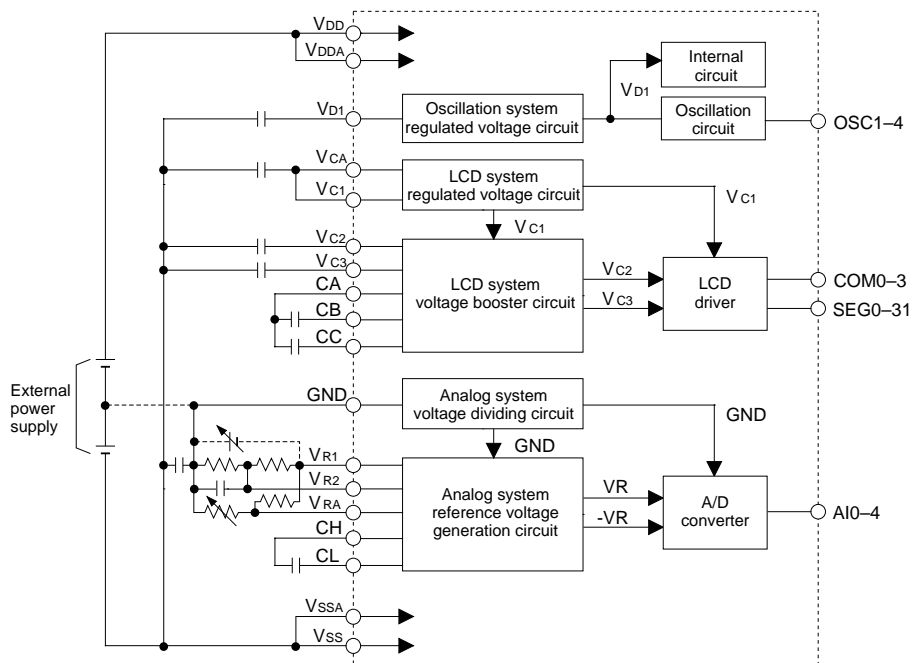 VDD
VDDA
Internal
circuit
VD1
VD1
Oscillation system
regulated voltage circuit
Oscillation
circuit
OSC1–4
VCA
VC1
LCD system
regulated voltage circuit
VC1
VC1
VC2
VC3
CA
CB
CC
LCD system
voltage booster circuit
VC2
VC3
LCD
driver
COM0–3
SEG0–31
External
power
supply
GND
Analog system
voltage dividing circuit
GND
GND
VR1
VR2
VRA
CH
CL
Analog system
reference voltage
generation circuit
VR
-VR
A/D
converter
AI0–4
VSSA
VSS